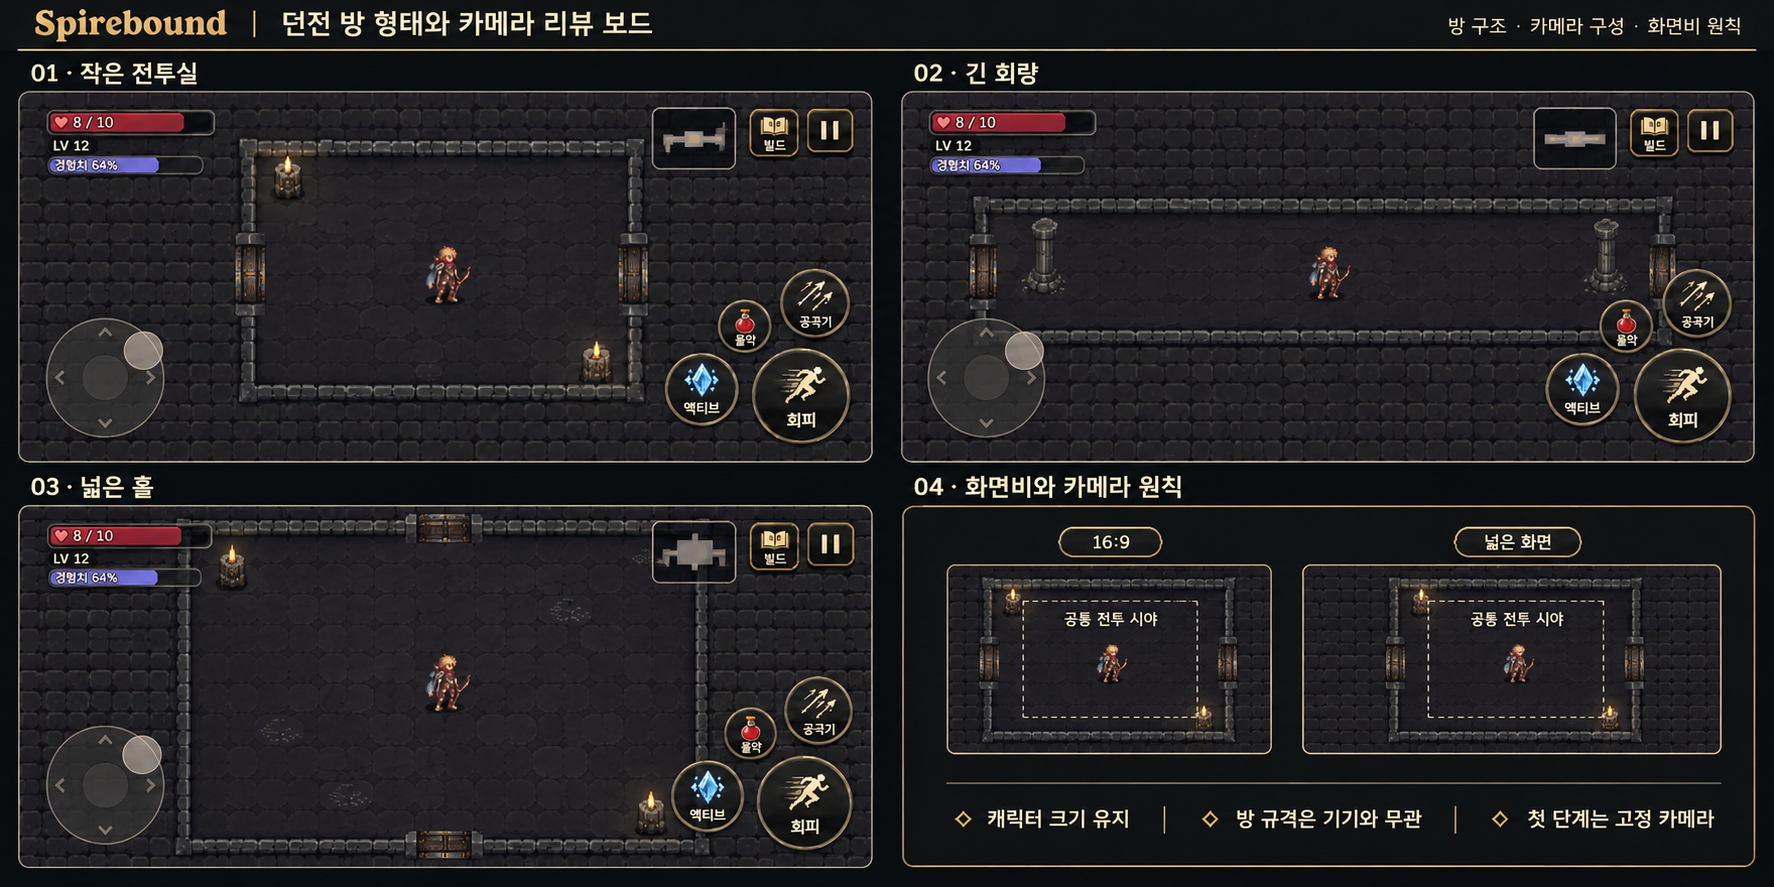 Spirebound | 던전 방 형태와 카메라 리뷰 보드
방 구조 · 카메라 구성 · 화면비 원칙
01 · 작은 전투실
8 / 10
LV 12
경험치 64%
빌드
공곡기
물약
액티브
회피
02 · 긴 회랑
8 / 10
LV 12
경험치 64%
빌드
공곡기
물약
액티브
회피
03 · 넓은 홀
8 / 10
LV 12
경험치 64%
빌드
공곡기
물약
액티브
회피
04 · 화면비와 카메라 원칙
16:9
넓은 화면
공통 전투 시야
공통 전투 시야
캐릭터 크기 유지
방 규격은 기기와 무관
첫 단계는 고정 카메라